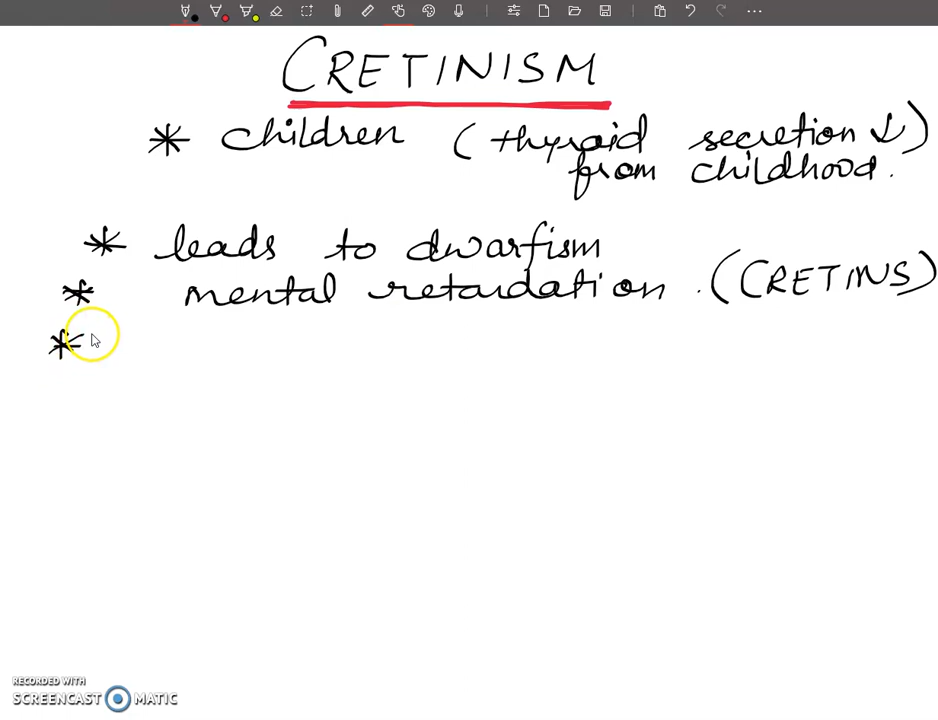 CRETINISM
* children (thyroid secretion ↓)
from childhood.
* leads to dwarfism
* mental retardation. (CRETINS)
*
RECORDED WITH
SCREENCAST MATIC